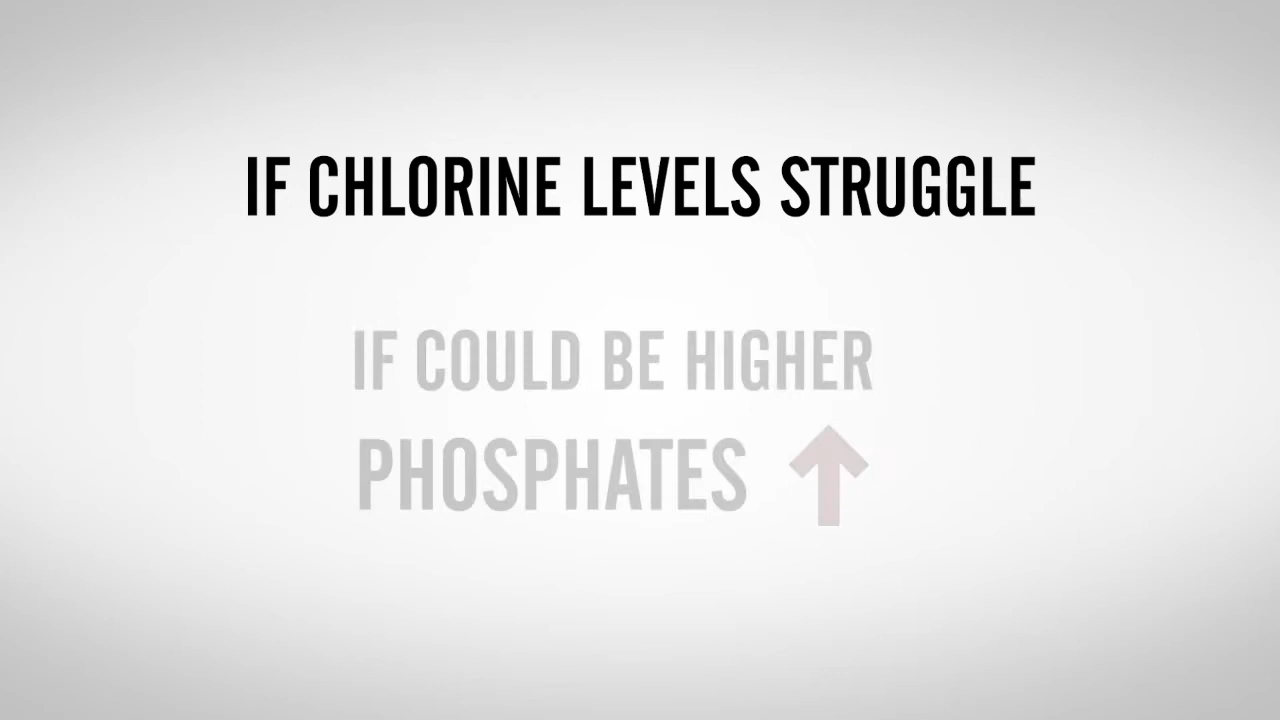 IF CHLORINE LEVELS STRUGGLE
IF COULD BE HIGHER
PHOSPHATES